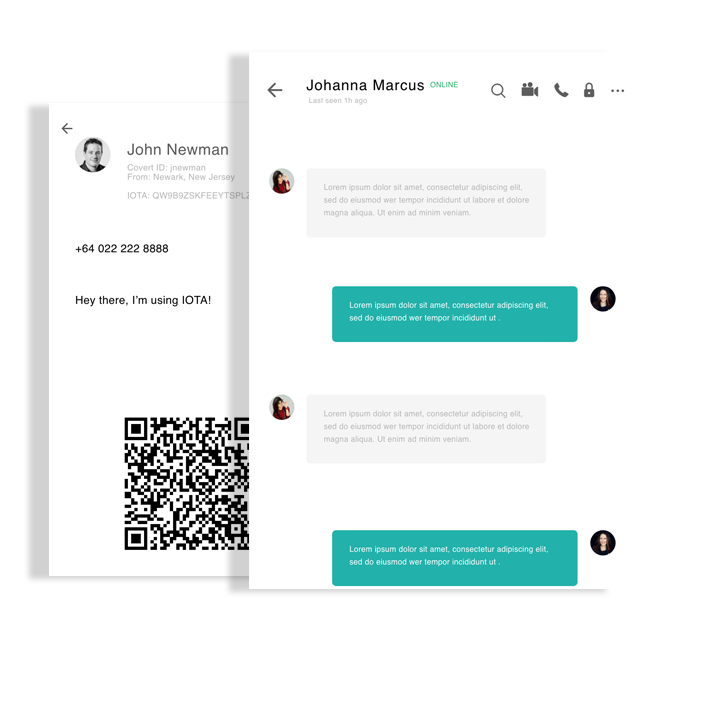 John Newman
Covert ID: jnewman
From: Newark, New Jersey
IOTA: QW9B9ZSKFEEYTSPLZ
+64 022 222 8888
Hey there, I'm using IOTA!
Johanna Marcus ONLINE
Last seen 1h ago
Lorem ipsum dolor sit amet, consectetur adipiscing elit,
sed do eiusmod wer tempor incididunt ut labore et dolore
magna aliqua. Ut enim ad minim veniam.
Lorem ipsum dolor sit amet, consectetur adipiscing elit,
sed do eiusmod wer tempor incididunt ut .
Lorem ipsum dolor sit amet, consectetur adipiscing elit,
sed do eiusmod wer tempor incididunt ut labore et dolore
magna aliqua. Ut enim ad minim veniam.
Lorem ipsum dolor sit amet, consectetur adipiscing elit,
sed do eiusmod wer tempor incididunt ut .